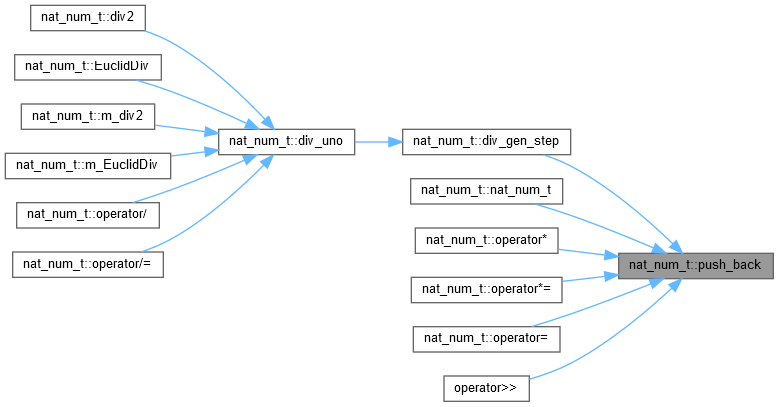 nat_num_t::div2
nat_num_t::EuclidDiv
nat_num_t::m_div2
nat_num_t::m_EuclidDiv
nat_num_t::operator/
nat_num_t::operator/=
nat_num_t::div_uno
nat_num_t::div_gen_step
nat_num_t::nat_num_t
nat_num_t::operator*
nat_num_t::operator*=
nat_num_t::operator=
operator>>
nat_num_t::push_back